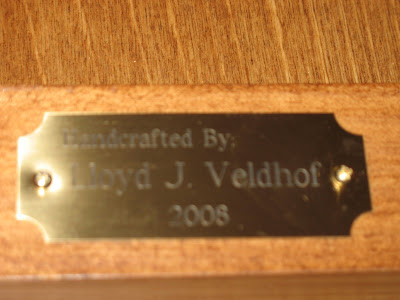 Handcrafted By:
Lloyd J. Veldhof
2008